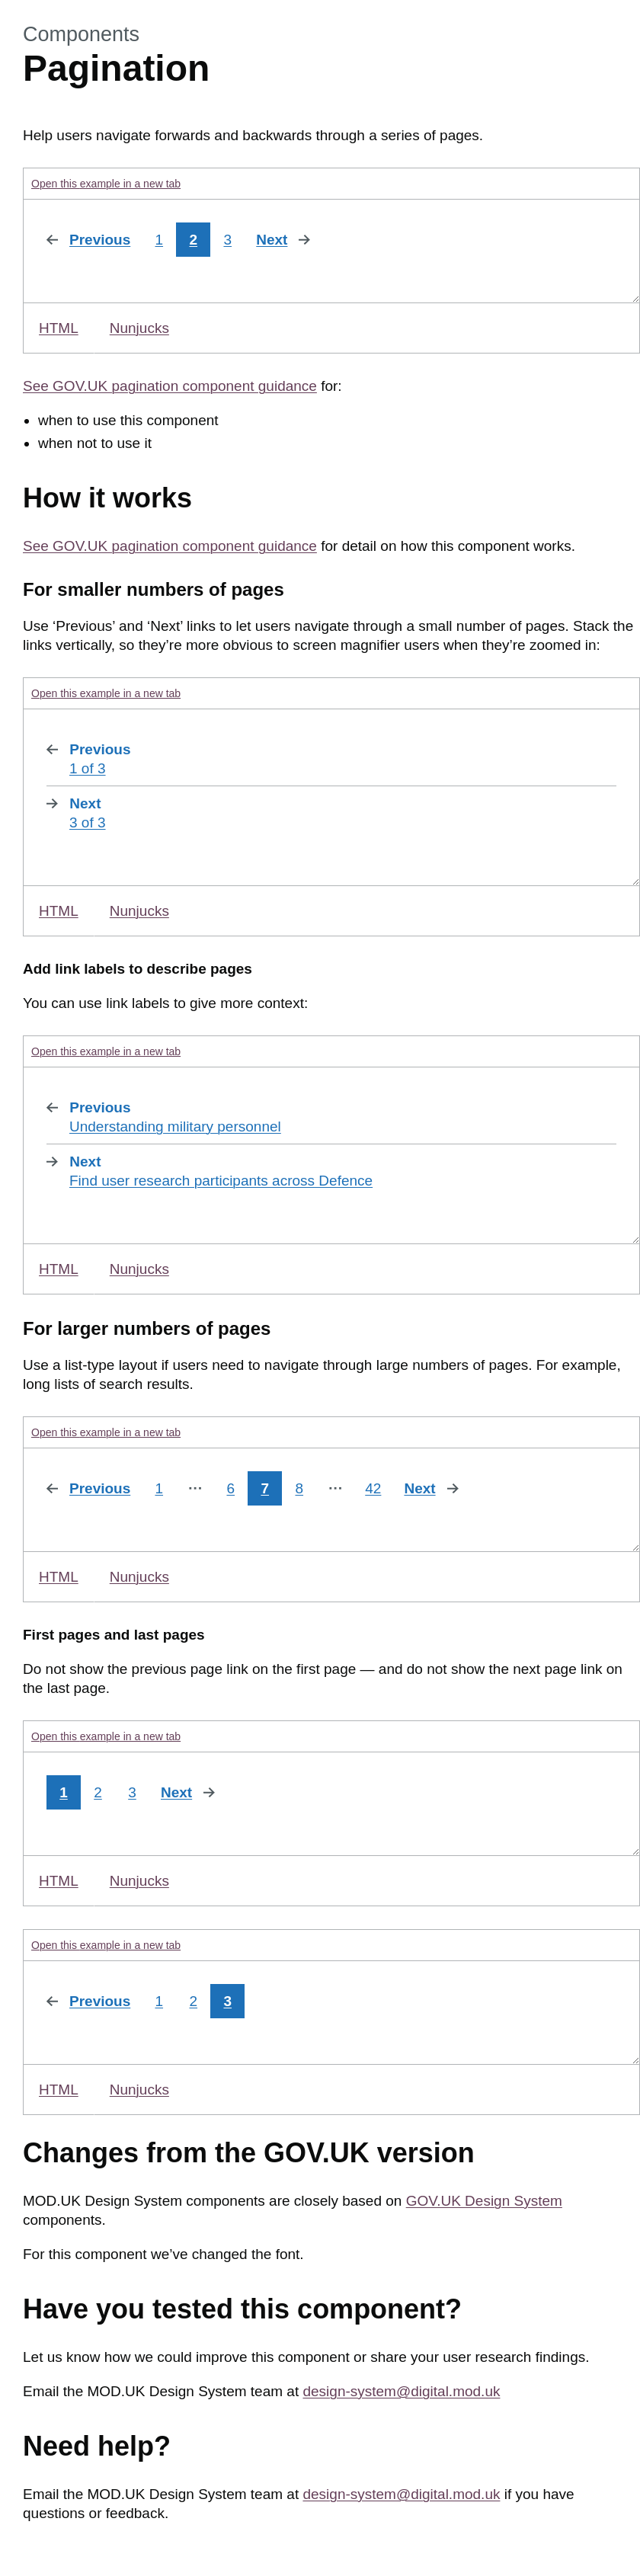 Components
Pagination
Help users navigate forwards and backwards through a series of pages.
Open this example in a new tab
Previous 1 2 3 Next
HTML Nunjucks
See GOV.UK pagination component guidance for:
• when to use this component
• when not to use it
How it works
See GOV.UK pagination component guidance for detail on how this component works.
For smaller numbers of pages
Use ‘Previous’ and ‘Next’ links to let users navigate through a small number of pages. Stack the
links vertically, so they’re more obvious to screen magnifier users when they’re zoomed in:
Open this example in a new tab
Previous
1 of 3
Next
3 of 3
HTML Nunjucks
Add link labels to describe pages
You can use link labels to give more context:
Open this example in a new tab
Previous
Understanding military personnel
Next
Find user research participants across Defence
HTML Nunjucks
For larger numbers of pages
Use a list-type layout if users need to navigate through large numbers of pages. For example,
long lists of search results.
Open this example in a new tab
Previous 1 ⋯ 6 7 8 ⋯ 42 Next
HTML Nunjucks
First pages and last pages
Do not show the previous page link on the first page — and do not show the next page link on
the last page.
Open this example in a new tab
1 2 3 Next
HTML Nunjucks
Open this example in a new tab
Previous 1 2 3
HTML Nunjucks
Changes from the GOV.UK version
MOD.UK Design System components are closely based on GOV.UK Design System
components.
For this component we’ve changed the font.
Have you tested this component?
Let us know how we could improve this component or share your user research findings.
Email the MOD.UK Design System team at design-system@digital.mod.uk
Need help?
Email the MOD.UK Design System team at design-system@digital.mod.uk if you have
questions or feedback.